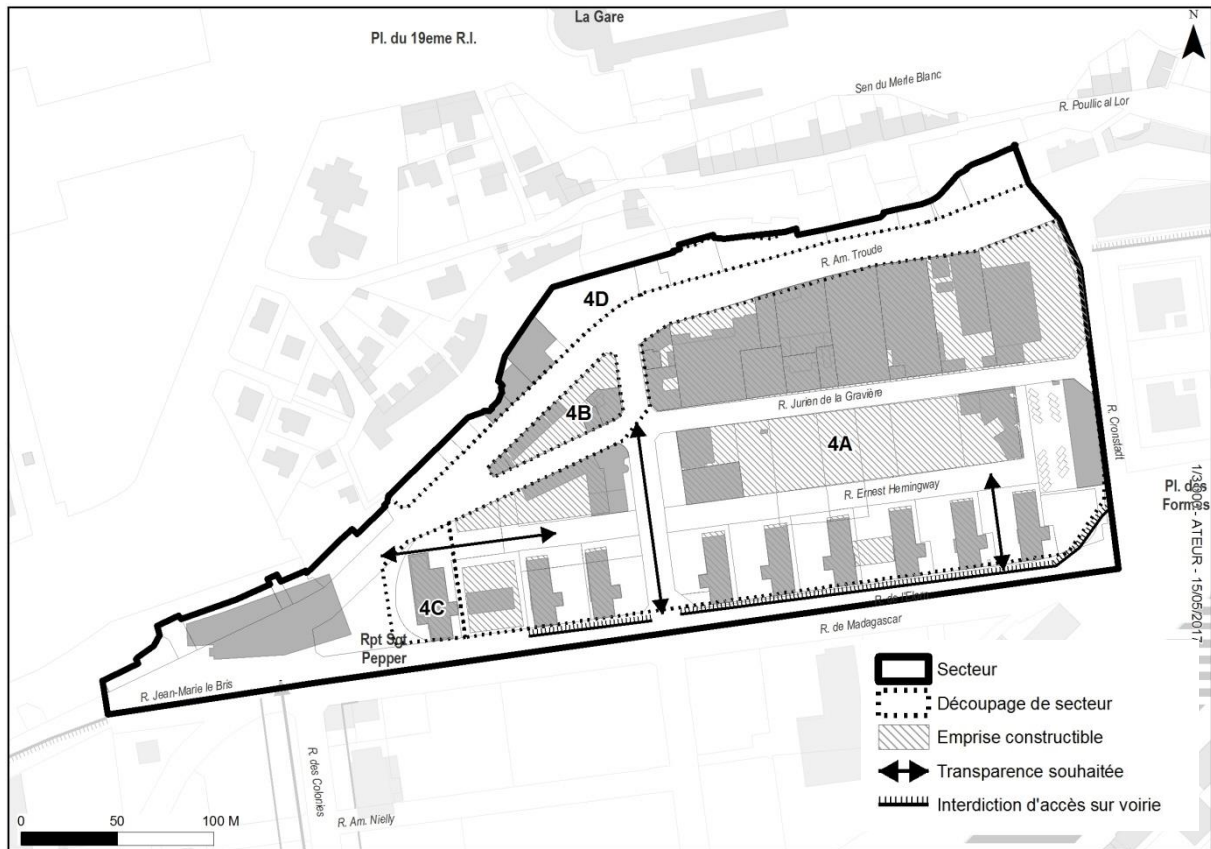 La Gare
N
Pl. du 19eme R.I.
Sen du Merle Blanc
R. Poullic al Lor
R. Am. Troude
4D
4B
R. Jurien de la Gravière
4A
R. Cronstadt
R. Ernest Hemingway
Pl. des
Formes
4C
R. de Madagascar
Rpt Sgt
Pepper
R. Jean-Marie le Bris
R. des Colonies
R. Am. Nielly
ATEUR - 15/05/2017
Secteur
Découpage de secteur
Emprise constructible
Transparence souhaitée
Interdiction d'accès sur voirie
0 50 100 M